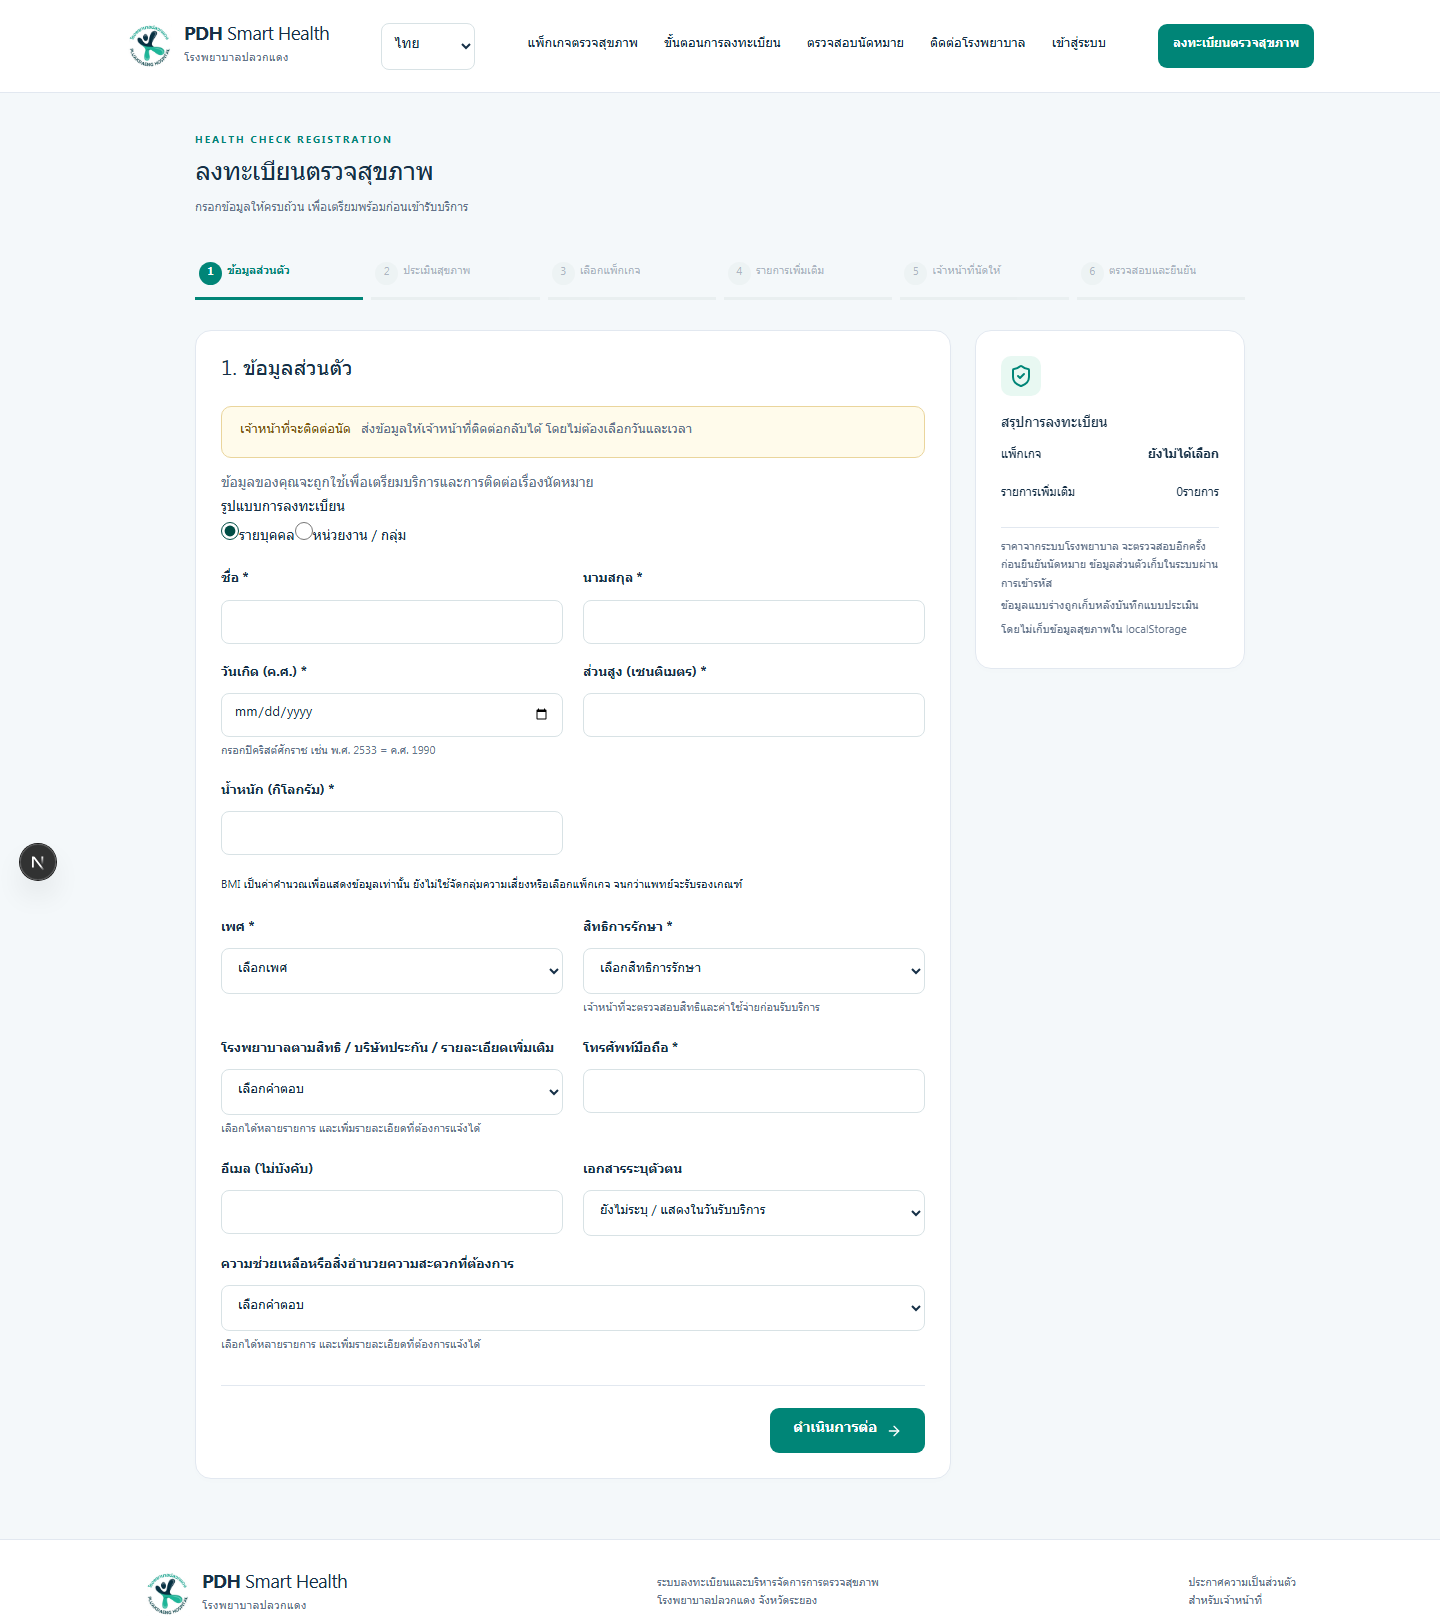 PDH Smart Health
โรงพยาบาลปลวกแดง
ไทย
แพ็กเกจตรวจสุขภาพ
ขั้นตอนการลงทะเบียน
ตรวจสอบนัดหมาย
ติดต่อโรงพยาบาล
เข้าสู่ระบบ
ลงทะเบียนตรวจสุขภาพ
HEALTH CHECK REGISTRATION
ลงทะเบียนตรวจสุขภาพ
กรอกข้อมูลให้ครบถ้วน เพื่อเตรียมพร้อมก่อนเข้ารับบริการ
1 ข้อมูลส่วนตัว
2 ประเมินสุขภาพ
3 เลือกแพ็กเกจ
4 รายการเพิ่มเติม
5 เจ้าหน้าที่นัดให้
6 ตรวจสอบและยืนยัน
1. ข้อมูลส่วนตัว
เจ้าหน้าที่จะติดต่อนัด ส่งข้อมูลให้เจ้าหน้าที่ติดต่อกลับได้ โดยไม่ต้องเลือกวันและเวลา
ข้อมูลของคุณจะถูกใช้เพื่อเตรียมบริการและการติดต่อเรื่องนัดหมาย
รูปแบบการลงทะเบียน
รายบุคคล หน่วยงาน / กลุ่ม
ชื่อ *
นามสกุล *
วันเกิด (ค.ศ.) *
ส่วนสูง (เซนติเมตร) *
mm/dd/yyyy
กรอกปีคริสต์ศักราช เช่น พ.ศ. 2533 = ค.ศ. 1990
น้ำหนัก (กิโลกรัม) *
BMI เป็นค่าคำนวณเพื่อแสดงข้อมูลเท่านั้น ยังไม่ใช้จัดกลุ่มความเสี่ยงหรือเลือกแพ็กเกจ จนกว่าแพทย์จะรับรองเกณฑ์
เพศ *
สิทธิการรักษา *
เลือกเพศ
เลือกสิทธิการรักษา
เจ้าหน้าที่จะตรวจสอบสิทธิและค่าใช้จ่ายก่อนรับบริการ
โรงพยาบาลตามสิทธิ / บริษัทประกัน / รายละเอียดเพิ่มเติม
โทรศัพท์มือถือ *
เลือกคำตอบ
เลือกได้หลายรายการ และเพิ่มรายละเอียดที่ต้องการแจ้งได้
อีเมล (ไม่บังคับ)
เอกสารระบุตัวตน
ยังไม่ระบุ / แสดงในวันรับบริการ
ความช่วยเหลือหรือสิ่งอำนวยความสะดวกที่ต้องการ
เลือกคำตอบ
เลือกได้หลายรายการ และเพิ่มรายละเอียดที่ต้องการแจ้งได้
ดำเนินการต่อ
สรุปการลงทะเบียน
แพ็กเกจ ยังไม่ได้เลือก
รายการเพิ่มเติม 0รายการ
ราคาจากระบบโรงพยาบาล จะตรวจสอบอีกครั้ง
ก่อนยืนยันนัดหมาย ข้อมูลส่วนตัวเก็บในระบบผ่าน
การเข้ารหัส
ข้อมูลแบบร่างถูกเก็บหลังบันทึกแบบประเมิน
โดยไม่เก็บข้อมูลสุขภาพใน localStorage
N
PDH Smart Health
โรงพยาบาลปลวกแดง
ระบบลงทะเบียนและบริหารจัดการการตรวจสุขภาพ
โรงพยาบาลปลวกแดง จังหวัดระยอง
ประกาศความเป็นส่วนตัว
สำหรับเจ้าหน้าที่